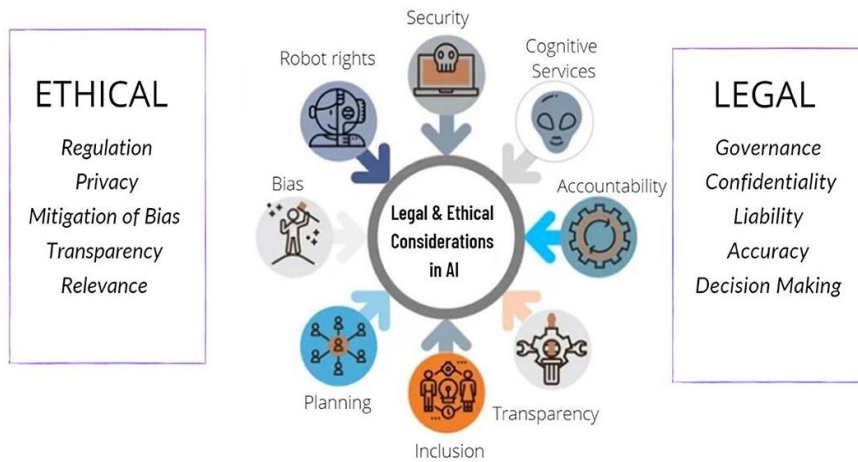 ETHICAL
Regulation
Privacy
Mitigation of Bias
Transparency
Relevance
Security
Robot rights
Cognitive
Services
Bias
Accountability
Legal & Ethical
Considerations
in AI
Planning
Transparency
Inclusion
LEGAL
Governance
Confidentiality
Liability
Accuracy
Decision Making